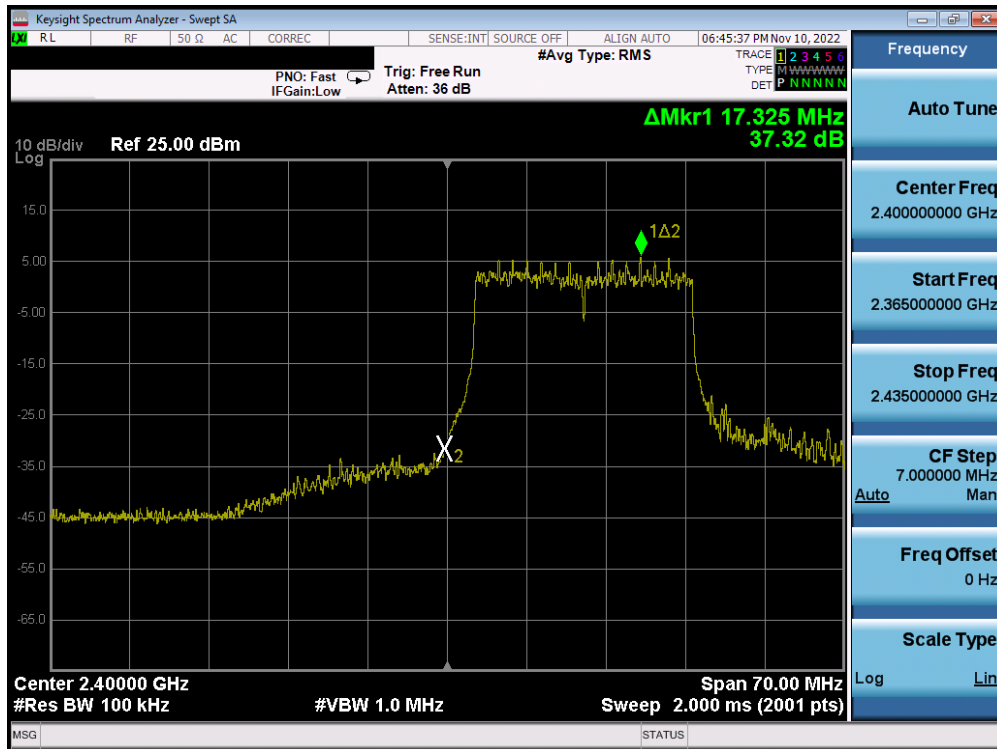 Keysight Spectrum Analyzer - Swept SA
LXI RL RF 50 Ω AC CORREC SENSE:INT SOURCE OFF ALIGN AUTO 06:45:37 PM Nov 10, 2022
PNO: Fast Trig: Free Run #Avg Type: RMS TRACE 1 2 3 4 5 6
IFGain:Low Atten: 36 dB TYPE M WWWWW
DET P N N N N N
ΔMkr1 17.325 MHz
37.32 dB
10 dB/div Ref 25.00 dBm
Log
15.0
5.00
-5.00
-15.0
-25.0
-35.0
-45.0
-55.0
-65.0
1Δ2
X2
Center 2.40000 GHz Span 70.00 MHz
#Res BW 100 kHz #VBW 1.0 MHz Sweep 2.000 ms (2001 pts)
MSG STATUS
Frequency
Auto Tune
Center Freq
2.400000000 GHz
Start Freq
2.365000000 GHz
Stop Freq
2.435000000 GHz
CF Step
7.000000 MHz
Auto Man
Freq Offset
0 Hz
Scale Type
Log Lin